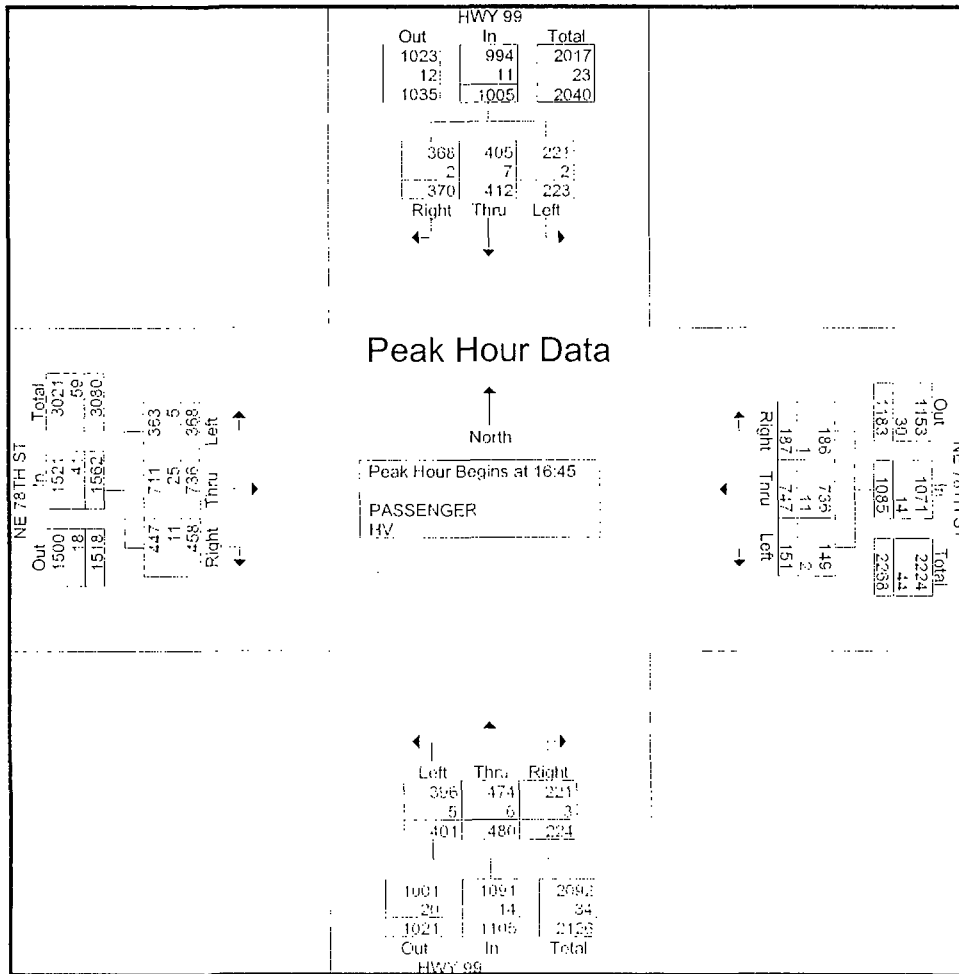 HWY 99
Out In Total
1023 994 2017
12 11 23
1035 1005 2040
368 405 221
2 7 2
370 412 223
Right Thru Left
Peak Hour Data
North
Peak Hour Begins at 16:45
PASSENGER
HV
NE 78TH ST
Out In Total
1500 1521 3021
18 41 59
1518 1562 3080
447 711 363
11 25 5
458 736 368
Right Thru Left
NE 78TH ST
Out In Total
1153 1071 2224
30 14 44
1183 1085 2268
186 736 149
1 11 2
187 747 151
Right Thru Left
Left Thru Right
396 474 221
5 6 3
401 480 224
1001 1091 2092
20 14 34
1021 1105 2126
Out In Total
HWY 99